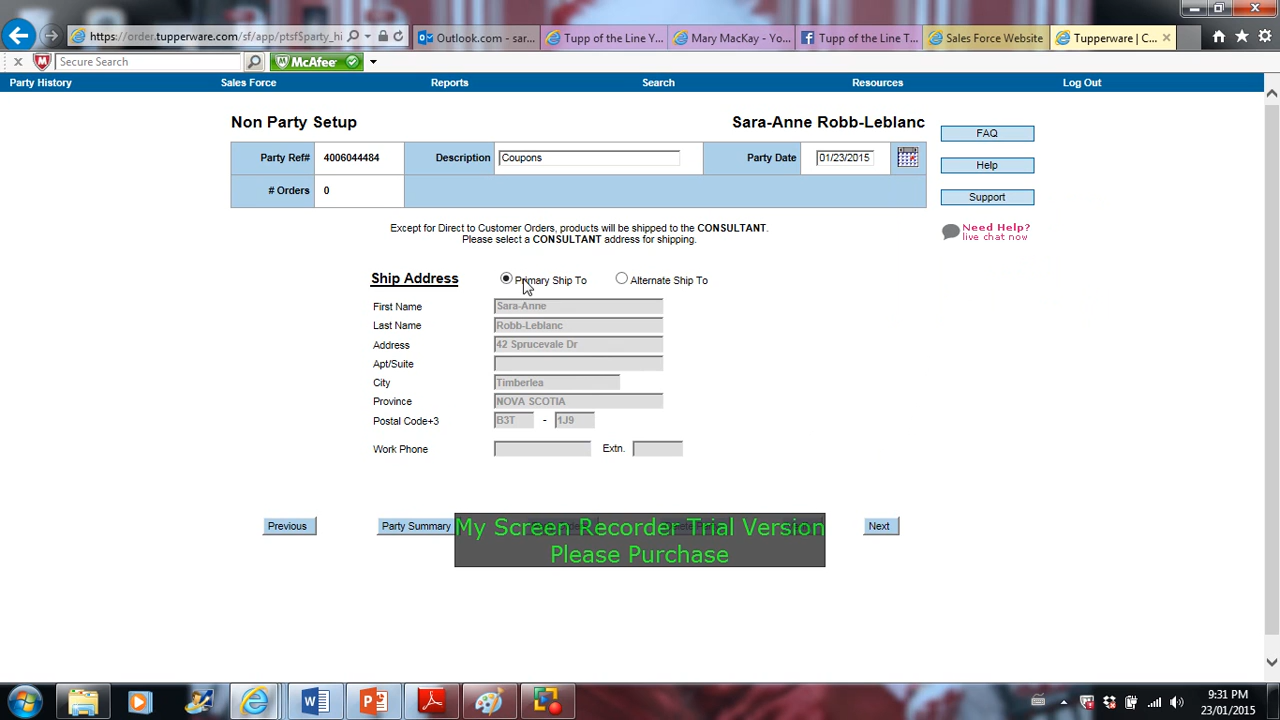 https://order.tupperware.com/sf/app/ptsf$party_hi
Outlook.com - sar...
Tupp of the Line Y...
Mary MacKay - Yo...
Tupp of the Line T...
Sales Force Website
Tupperware | C...
Secure Search
McAfee
Party History
Sales Force
Reports
Search
Resources
Log Out
Non Party Setup
Sara-Anne Robb-Leblanc
FAQ
Party Ref# 4006044484 Description Coupons Party Date 01/23/2015
Help
# Orders 0
Support
Except for Direct to Customer Orders, products will be shipped to the CONSULTANT.
Please select a CONSULTANT address for shipping.
Need Help?
live chat now
Ship Address Primary Ship To Alternate Ship To
First Name Sara-Anne
Last Name Robb-Leblanc
Address 42 Sprucevale Dr
Apt/Suite
City Timberlea
Province NOVA SCOTIA
Postal Code+3 B3T - 1J9
Work Phone Extn.
Previous
Party Summary
Next
My Screen Recorder Trial Version
Please Purchase
9:31 PM
23/01/2015